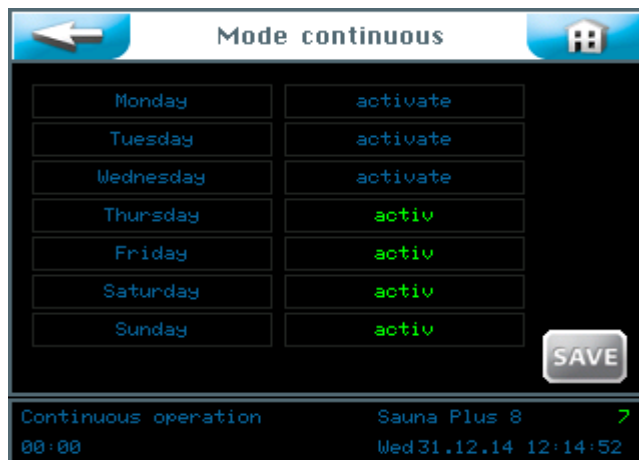 Mode continuous
Monday activate
Tuesday activate
Wednesday activate
Thursday activ
Friday activ
Saturday activ
Sunday activ
SAVE
Continuous operation Sauna Plus 8 7
00:00 Wed 31.12.14 12:14:52